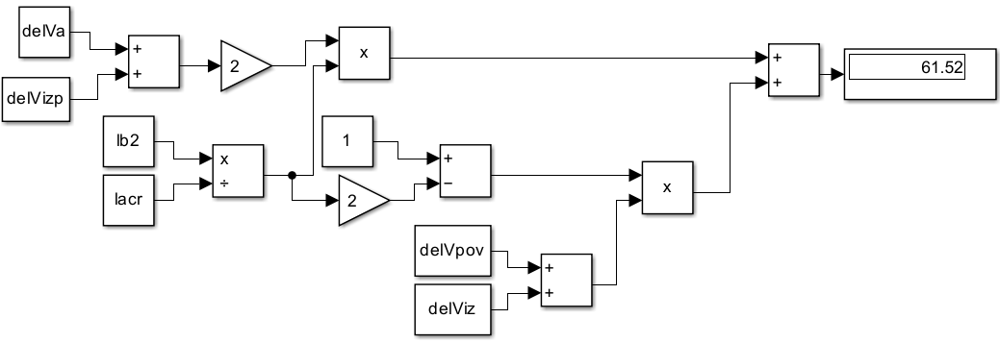 delVa
+
+
delVizp
2
x
+
+
61.52
lb2
x
÷
lacr
1
2
+
−
x
delVpov
+
+
delViz